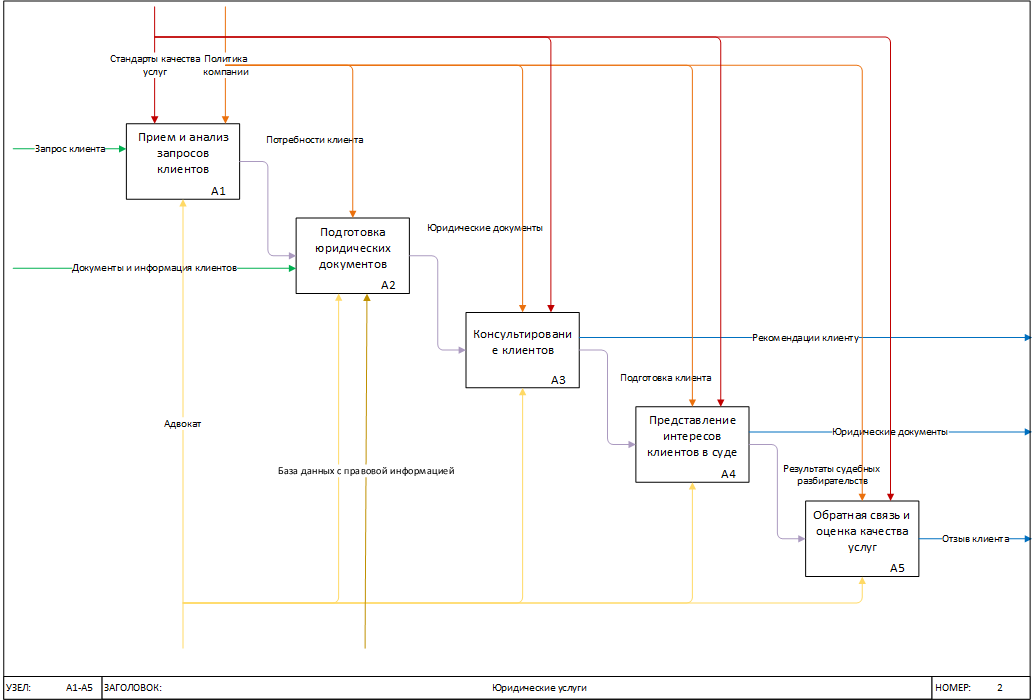 Стандарты качества
услуг
Политика
компании
Запрос клиента
Прием и анализ
запросов
клиентов
A1
Потребности клиента
Документы и информация клиентов
Подготовка
юридических
документов
A2
Юридические документы
Консультировани
е клиентов
A3
Рекомендации клиенту
Подготовка клиента
Представление
интересов
клиентов в суде
A4
Юридические документы
Адвокат
База данных с правовой информацией
Результаты судебных
разбирательств
Обратная связь и
оценка качества
услуг
A5
Отзыв клиента
УЗЕЛ: A1-A5 ЗАГОЛОВОК: Юридические услуги НОМЕР: 2